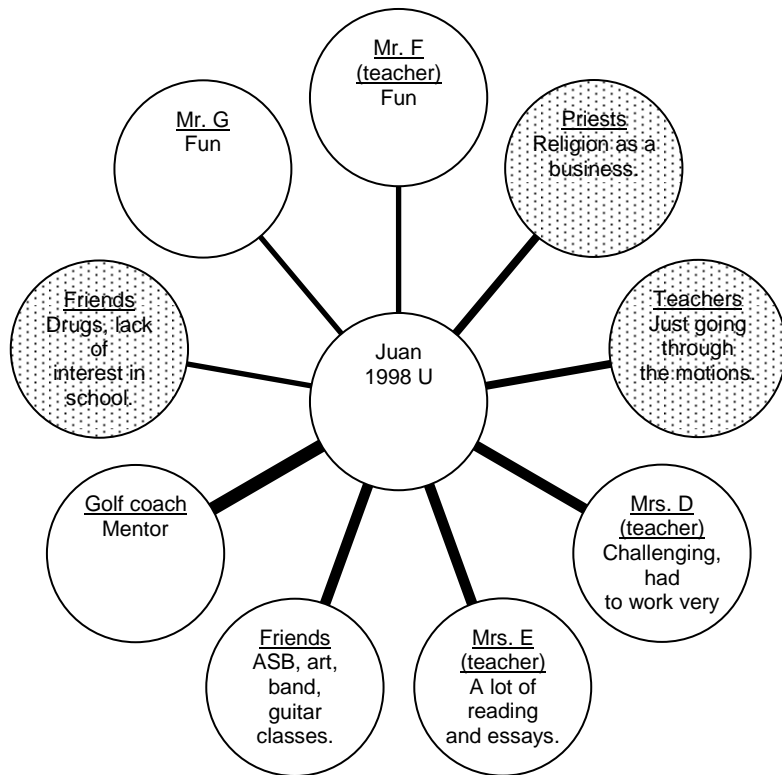 Mr. F
(teacher)
Fun
Mr. G
Fun
Priests
Religion as a
business.
Friends
Drugs, lack
of
interest in
school.
Juan
1998 U
Teachers
Just going
through
the motions.
Golf coach
Mentor
Mrs. D
(teacher)
Challenging,
had
to work very
Friends
ASB, art,
band,
guitar
classes.
Mrs. E
(teacher)
A lot of
reading
and essays.